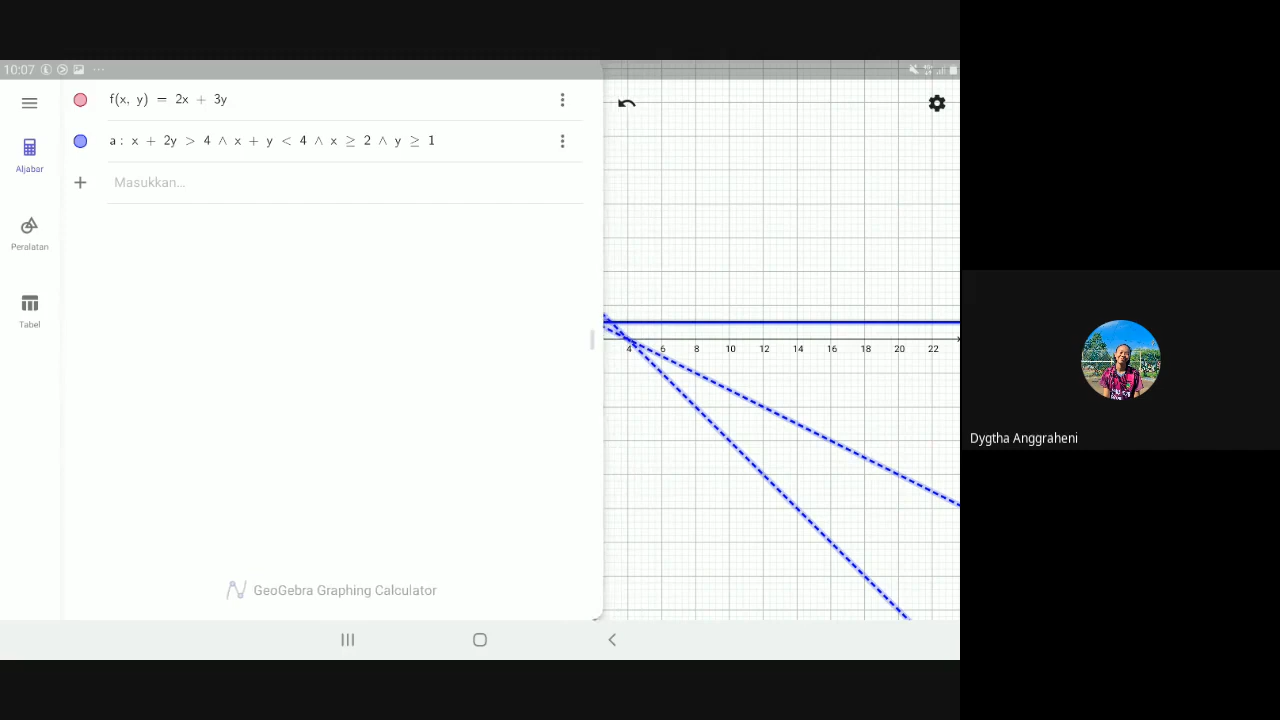 10:07
f(x, y) = 2x + 3y
a : x + 2y > 4 ∧ x + y < 4 ∧ x ≥ 2 ∧ y ≥ 1
Aljabar
Masukkan...
Peralatan
Tabel
4 6 8 10 12 14 16 18 20 22
GeoGebra Graphing Calculator
Dygtha Anggraheni